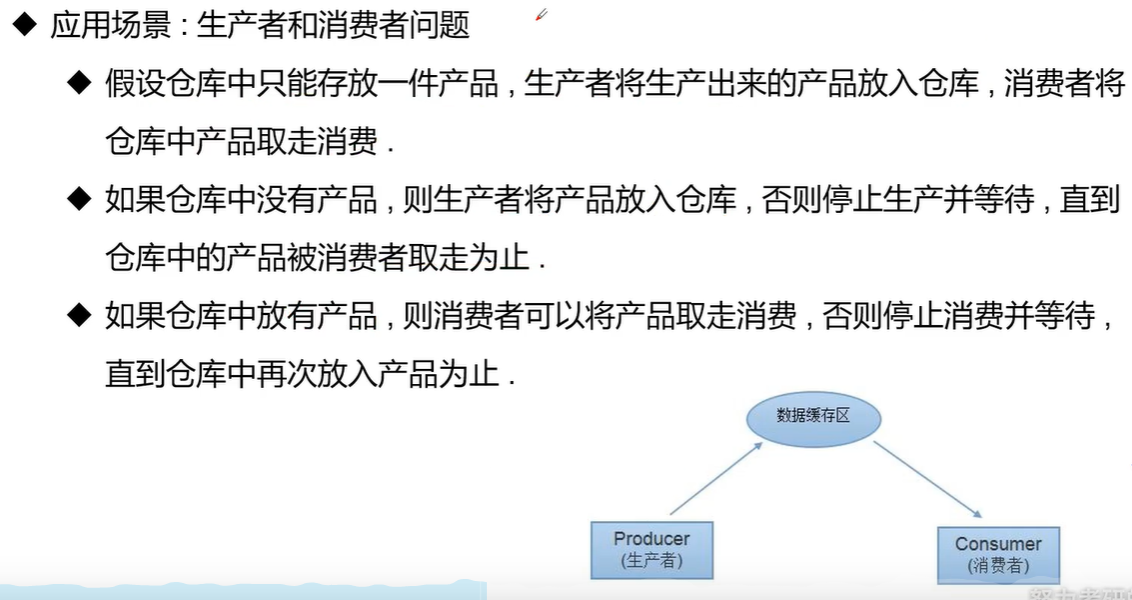 ◆ 应用场景 : 生产者和消费者问题
◆ 假设仓库中只能存放一件产品 , 生产者将生产出来的产品放入仓库 , 消费者将
仓库中产品取走消费 .
◆ 如果仓库中没有产品 , 则生产者将产品放入仓库 , 否则停止生产并等待 , 直到
仓库中的产品被消费者取走为止 .
◆ 如果仓库中放有产品 , 则消费者可以将产品取走消费 , 否则停止消费并等待 ,
直到仓库中再次放入产品为止 .
数据缓存区
Producer
(生产者)
Consumer
(消费者)